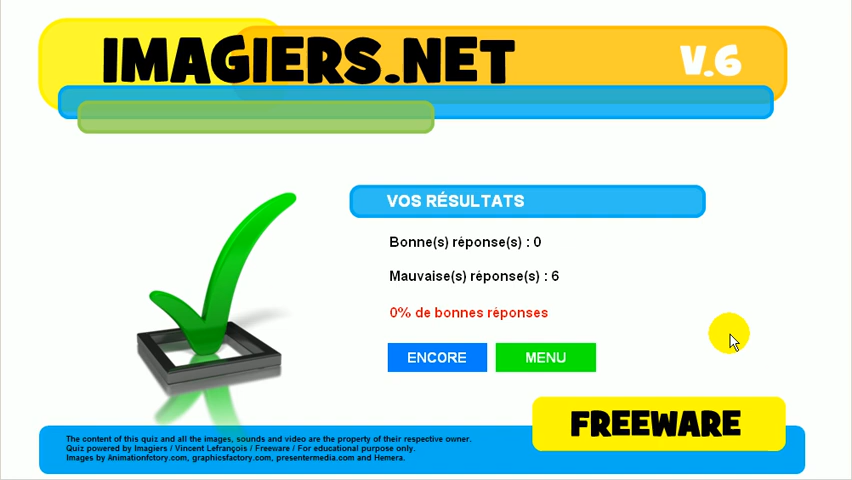 IMAGIERS.NET
V.6
VOS RÉSULTATS
Bonne(s) réponse(s) : 0
Mauvaise(s) réponse(s) : 6
0% de bonnes réponses
ENCORE
MENU
FREEWARE
The content of this quiz and all the images, sounds and video are the property of their respective owner.
Quiz powered by Imagiers / Vincent Lefrançois / Freeware / For educational purpose only.
Images by Animationfctory.com, graphicsfactory.com, presentermedia.com and Hemera.